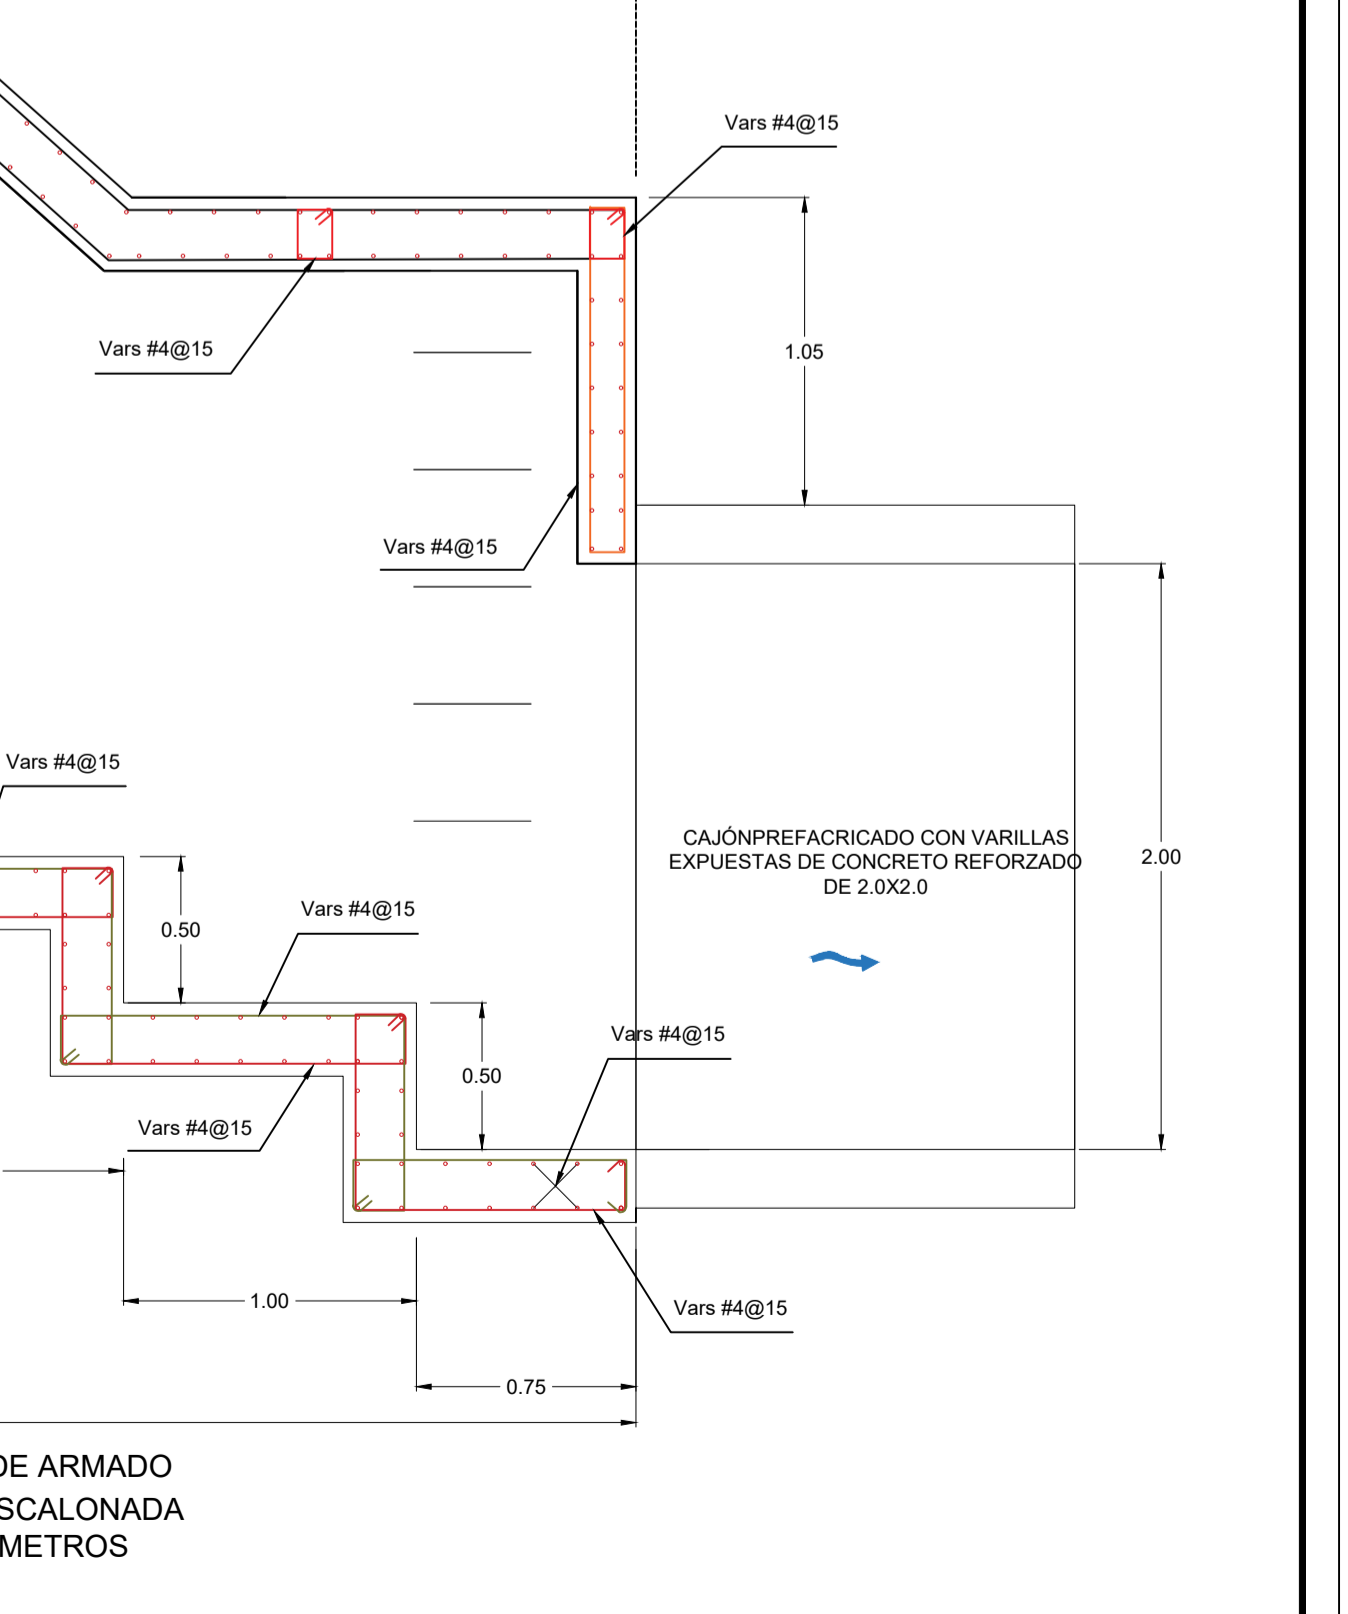 Vars #4@15
Vars #4@15
1.05
Vars #4@15
Vars #4@15
CAJÓNPREFACRICADO CON VARILLAS
EXPUESTAS DE CONCRETO REFORZADO
DE 2.0X2.0
2.00
0.50
Vars #4@15
Vars #4@15
0.50
Vars #4@15
1.00
Vars #4@15
0.75
DE ARMADO
SCALONADA
METROS